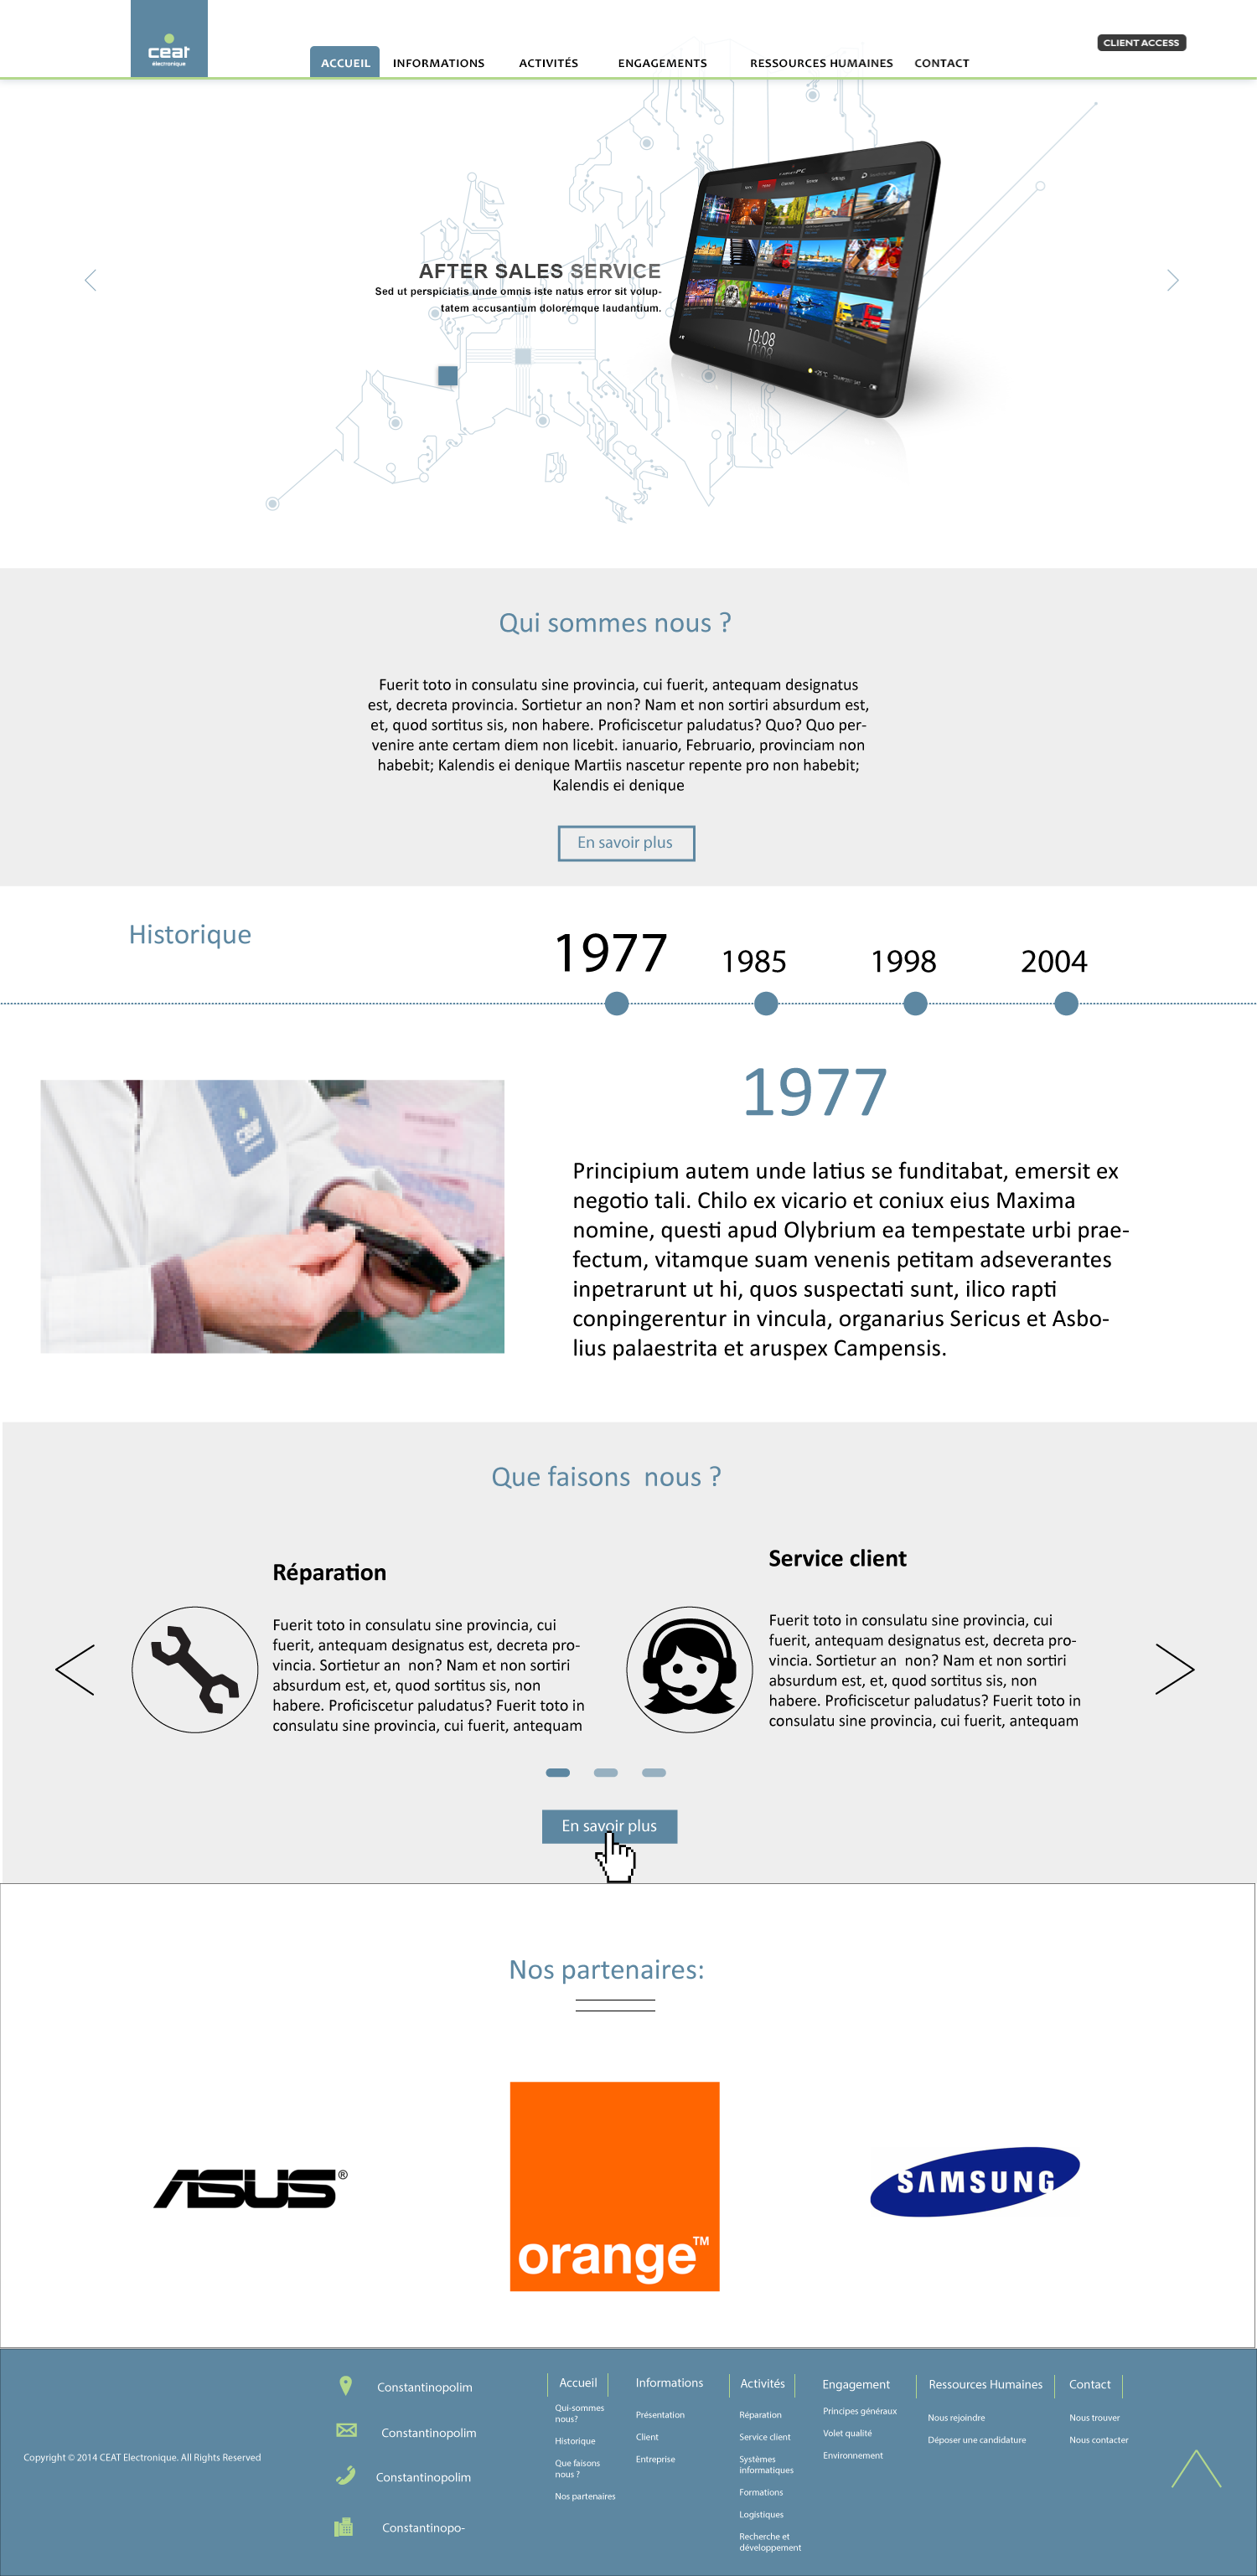 ceat
électronique
ACCUEIL
INFORMATIONS
ACTIVITÉS
ENGAGEMENTS
RESSOURCES HUMAINES
CONTACT
CLIENT ACCESS
AFTER SALES SERVICE
Sed ut perspiciatis unde omnis iste natus error sit volup-
tatem accusantium doloremque laudantium.
10:08
Qui sommes nous ?
Fuerit toto in consulatu sine provincia, cui fuerit, antequam designatus
est, decreta provincia. Sortietur an non? Nam et non sortiri absurdum est,
et, quod sortitus sis, non habere. Proficiscetur paludatus? Quo? Quo per-
venire ante certam diem non licebit. ianuario, Februario, provinciam non
habebit; Kalendis ei denique Martiis nascetur repente pro non habebit;
Kalendis ei denique
En savoir plus
Historique
1977
1985
1998
2004
ceat
1977
Principium autem unde latius se funditabat, emersit ex
negotio tali. Chilo ex vicario et coniux eius Maxima
nomine, questi apud Olybrium ea tempestate urbi prae-
fectum, vitamque suam venenis petitam adseverantes
inpetrarunt ut hi, quos suspectati sunt, ilico rapti
conpingerentur in vincula, organarius Sericus et Asbo-
lius palaestrita et aruspex Campensis.
Que faisons  nous ?
Réparation
Fuerit toto in consulatu sine provincia, cui
fuerit, antequam designatus est, decreta pro-
vincia. Sortietur an  non? Nam et non sortiri
absurdum est, et, quod sortitus sis, non
habere. Proficiscetur paludatus? Fuerit toto in
consulatu sine provincia, cui fuerit, antequam
Service client
Fuerit toto in consulatu sine provincia, cui
fuerit, antequam designatus est, decreta pro-
vincia. Sortietur an  non? Nam et non sortiri
absurdum est, et, quod sortitus sis, non
habere. Proficiscetur paludatus? Fuerit toto in
consulatu sine provincia, cui fuerit, antequam
En savoir plus
Nos partenaires:
ASUS®
orange™
SAMSUNG
Copyright © 2014 CEAT Electronique. All Rights Reserved
Constantinopolim
Constantinopolim
Constantinopolim
Constantinopo-
Accueil
Qui-sommes
nous?
Historique
Que faisons
nous ?
Nos partenaires
Informations
Présentation
Client
Entreprise
Activités
Réparation
Service client
Systèmes
informatiques
Formations
Logistiques
Recherche et
développement
Engagement
Principes généraux
Volet qualité
Environnement
Ressources Humaines
Nous rejoindre
Déposer une candidature
Contact
Nous trouver
Nous contacter